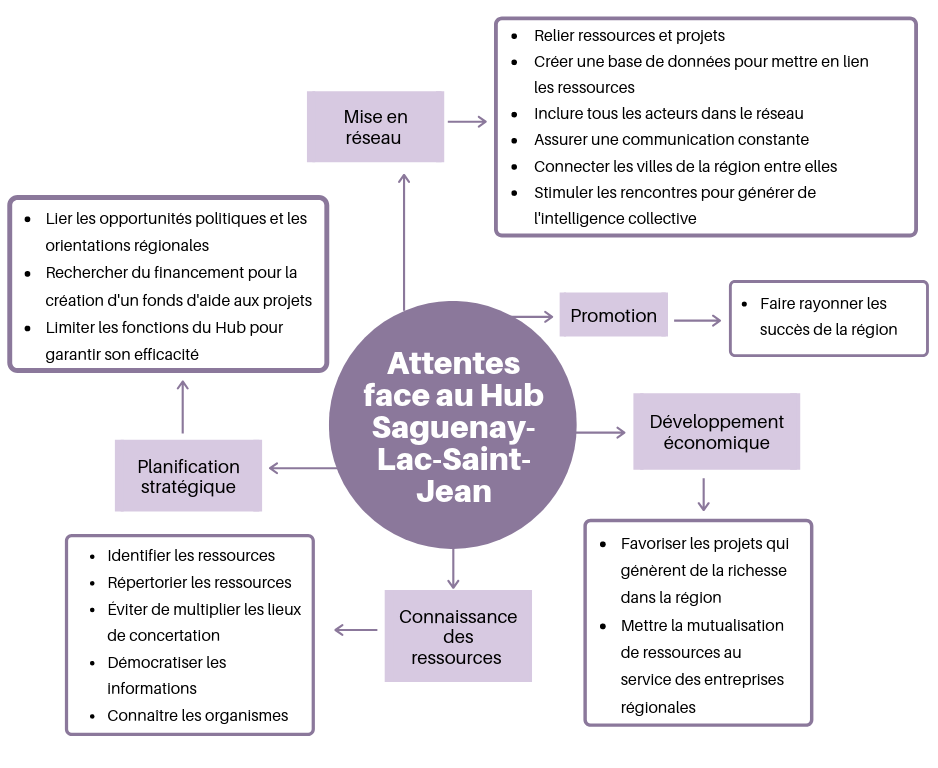 Attentes
face au Hub
Saguenay-
Lac-Saint-
Jean
Mise en
réseau
• Relier ressources et projets
• Créer une base de données pour mettre en lien
les ressources
• Inclure tous les acteurs dans le réseau
• Assurer une communication constante
• Connecter les villes de la région entre elles
• Stimuler les rencontres pour générer de
l'intelligence collective
Promotion
• Faire rayonner les
succès de la région
Développement
économique
• Favoriser les projets qui
génèrent de la richesse
dans la région
• Mettre la mutualisation
de ressources au
service des entreprises
régionales
Connaissance
des
ressources
• Identifier les ressources
• Répertorier les ressources
• Éviter de multiplier les lieux
de concertation
• Démocratiser les
informations
• Connaitre les organismes
Planification
stratégique
• Lier les opportunités politiques et les
orientations régionales
• Rechercher du financement pour la
création d'un fonds d'aide aux projets
• Limiter les fonctions du Hub pour
garantir son efficacité